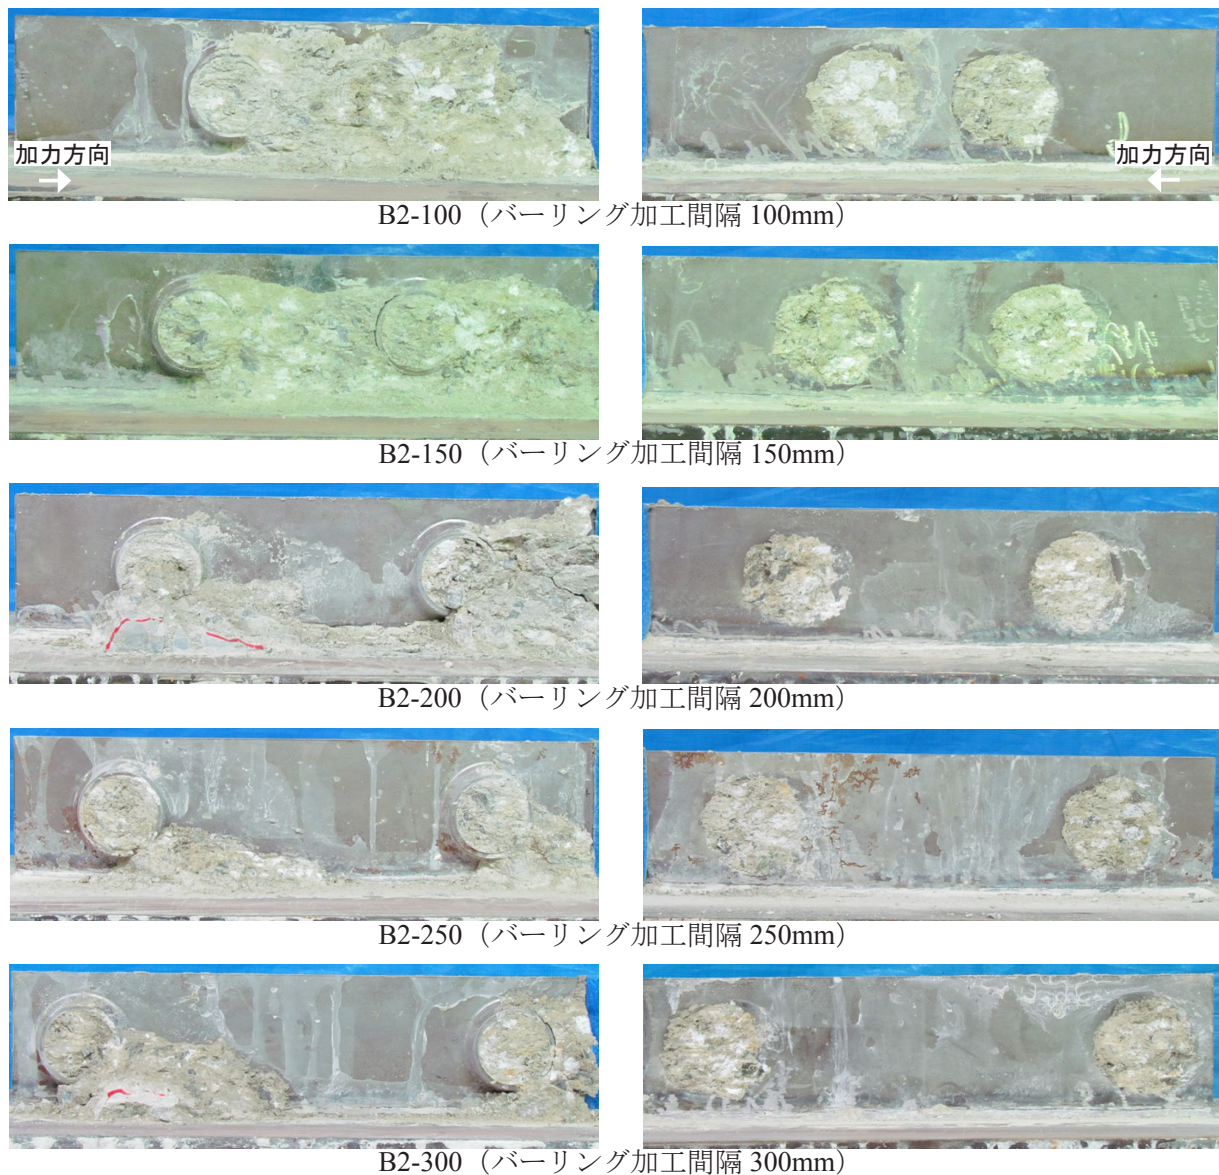 加力方向
加力方向
B2-100（バーリング加工間隔 100mm）
B2-150（バーリング加工間隔 150mm）
B2-200（バーリング加工間隔 200mm）
B2-250（バーリング加工間隔 250mm）
B2-300（バーリング加工間隔 300mm）